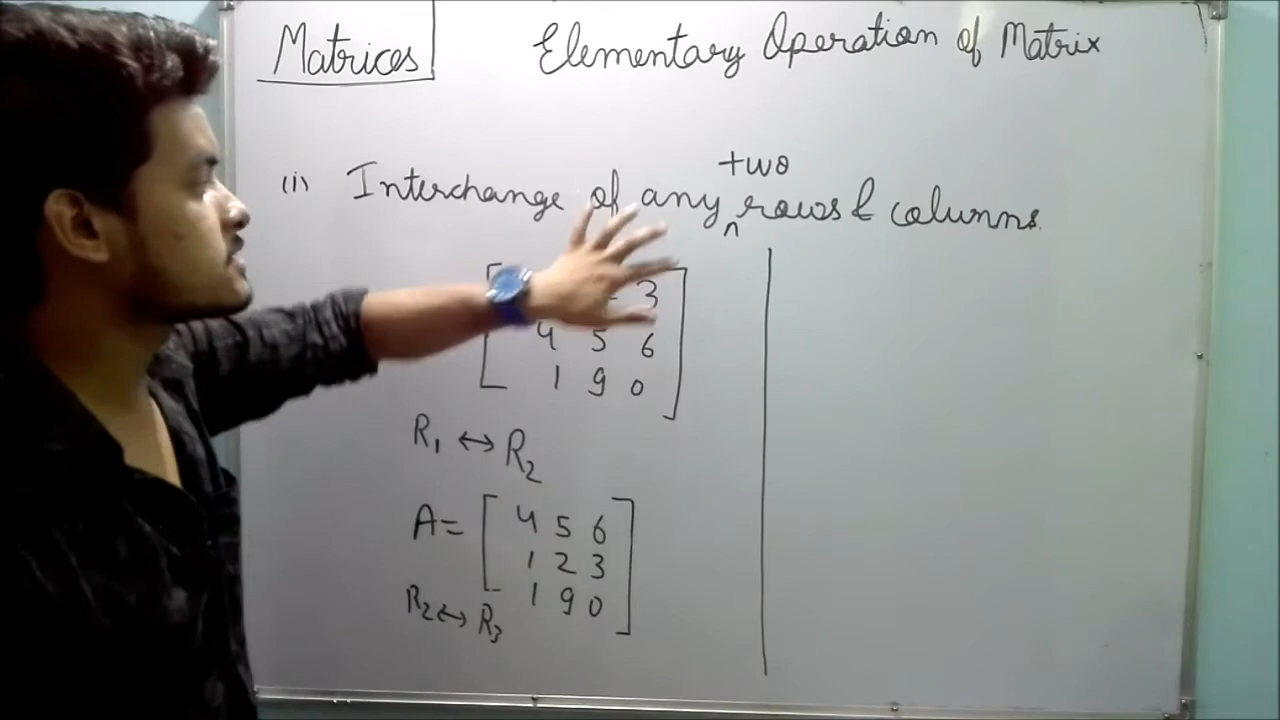 Matrices
Elementary Operation of Matrix
(i) Interchange of any two rows & columns.
3
4 5 6
1 9 0
R₁ ↔ R₂
A = [ 4 5 6
1 2 3
1 9 0 ]
R₂ ↔ R₃